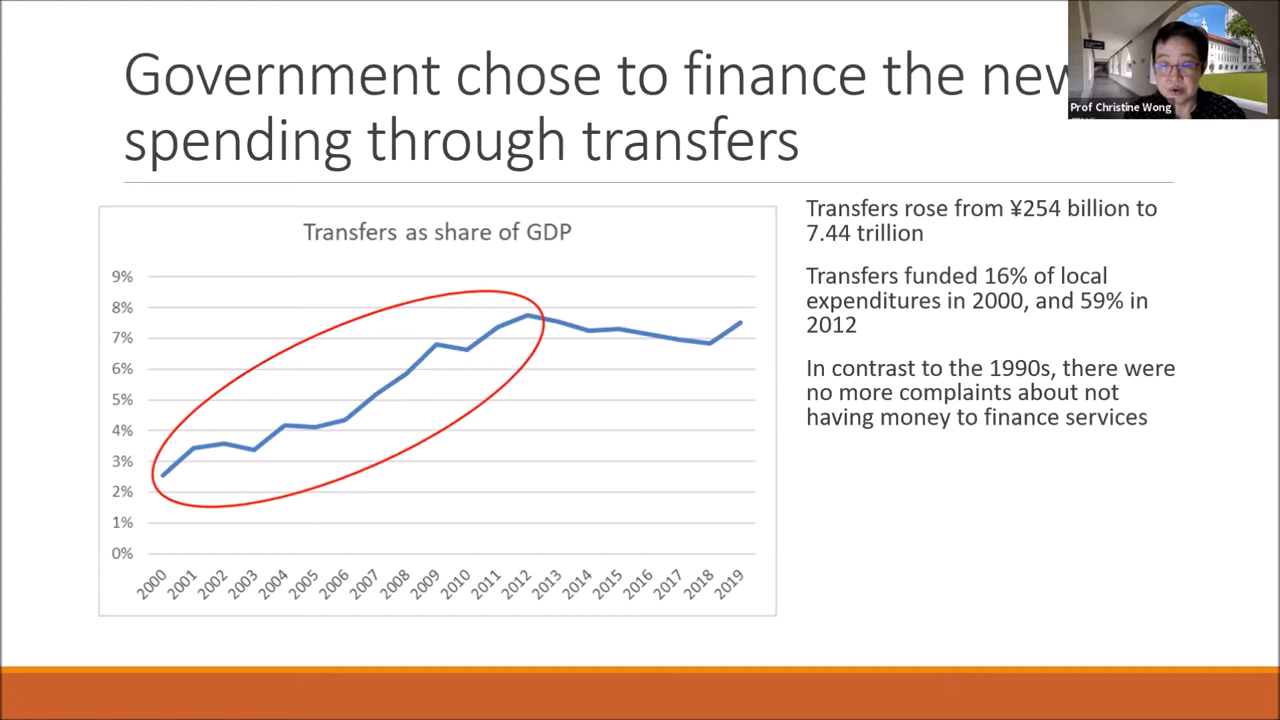 Government chose to finance the new
spending through transfers
Prof Christine Wong
Transfers as share of GDP
9%
8%
7%
6%
5%
4%
3%
2%
1%
0%
2000 2001 2002 2003 2004 2005 2006 2007 2008 2009 2010 2011 2012 2013 2014 2015 2016 2017 2018 2019
Transfers rose from ¥254 billion to
7.44 trillion
Transfers funded 16% of local
expenditures in 2000, and 59% in
2012
In contrast to the 1990s, there were
no more complaints about not
having money to finance services